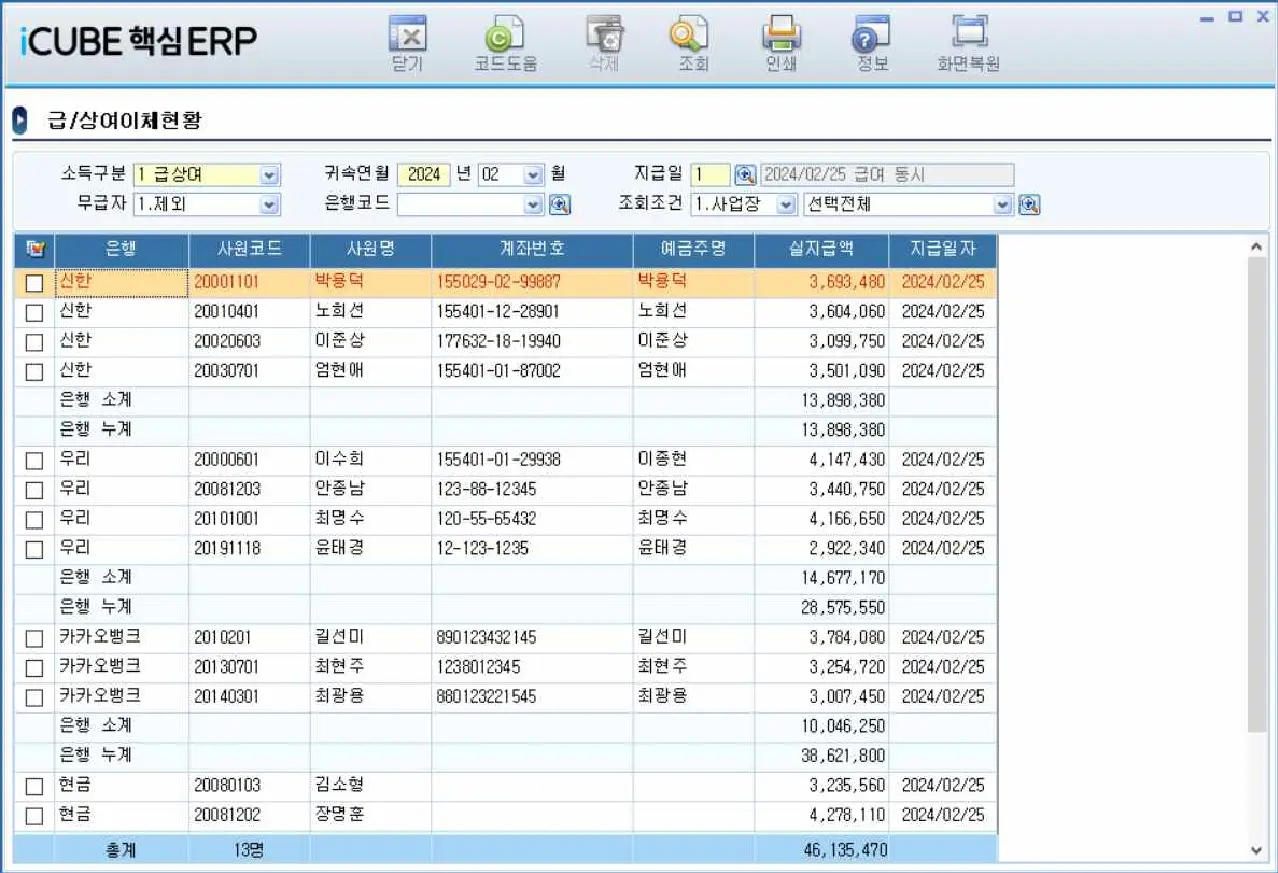 iCUBE 핵심ERP
닫기 코드도움 삭제 조회 인쇄 정보 화면복원
급/상여이체현황
소득구분 1 급상여 귀속연월 2024 년 02 월 지급일 1 2024/02/25 급여 동시
무급자 1.제외 은행코드 조회조건 1.사업장 선택전체
은행 사원코드 사원명 계좌번호 예금주명 실지급액 지급일자
신한 20001101 박용덕 155029-02-99887 박용덕 3,693,480 2024/02/25
신한 20010401 노희선 155401-12-28901 노희선 3,604,060 2024/02/25
신한 20020603 이준상 177632-18-19940 이준상 3,099,750 2024/02/25
신한 20030701 엄현애 155401-01-87002 엄현애 3,501,090 2024/02/25
은행 소계 13,898,380
은행 누계 13,898,380
우리 20000601 이수희 155401-01-29938 이종현 4,147,430 2024/02/25
우리 20081203 안종남 123-88-12345 안종남 3,440,750 2024/02/25
우리 20101001 최명수 120-55-65432 최명수 4,166,650 2024/02/25
우리 20191118 윤태경 12-123-1235 윤태경 2,922,340 2024/02/25
은행 소계 14,677,170
은행 누계 28,575,550
카카오뱅크 2010201 길선미 890123432145 길선미 3,784,080 2024/02/25
카카오뱅크 20130701 최현주 1238012345 최현주 3,254,720 2024/02/25
카카오뱅크 20140301 최광용 880123221545 최광용 3,007,450 2024/02/25
은행 소계 10,046,250
은행 누계 38,621,800
현금 20080103 김소형 3,235,560 2024/02/25
현금 20081202 장명훈 4,278,110 2024/02/25
총계 13명 46,135,470